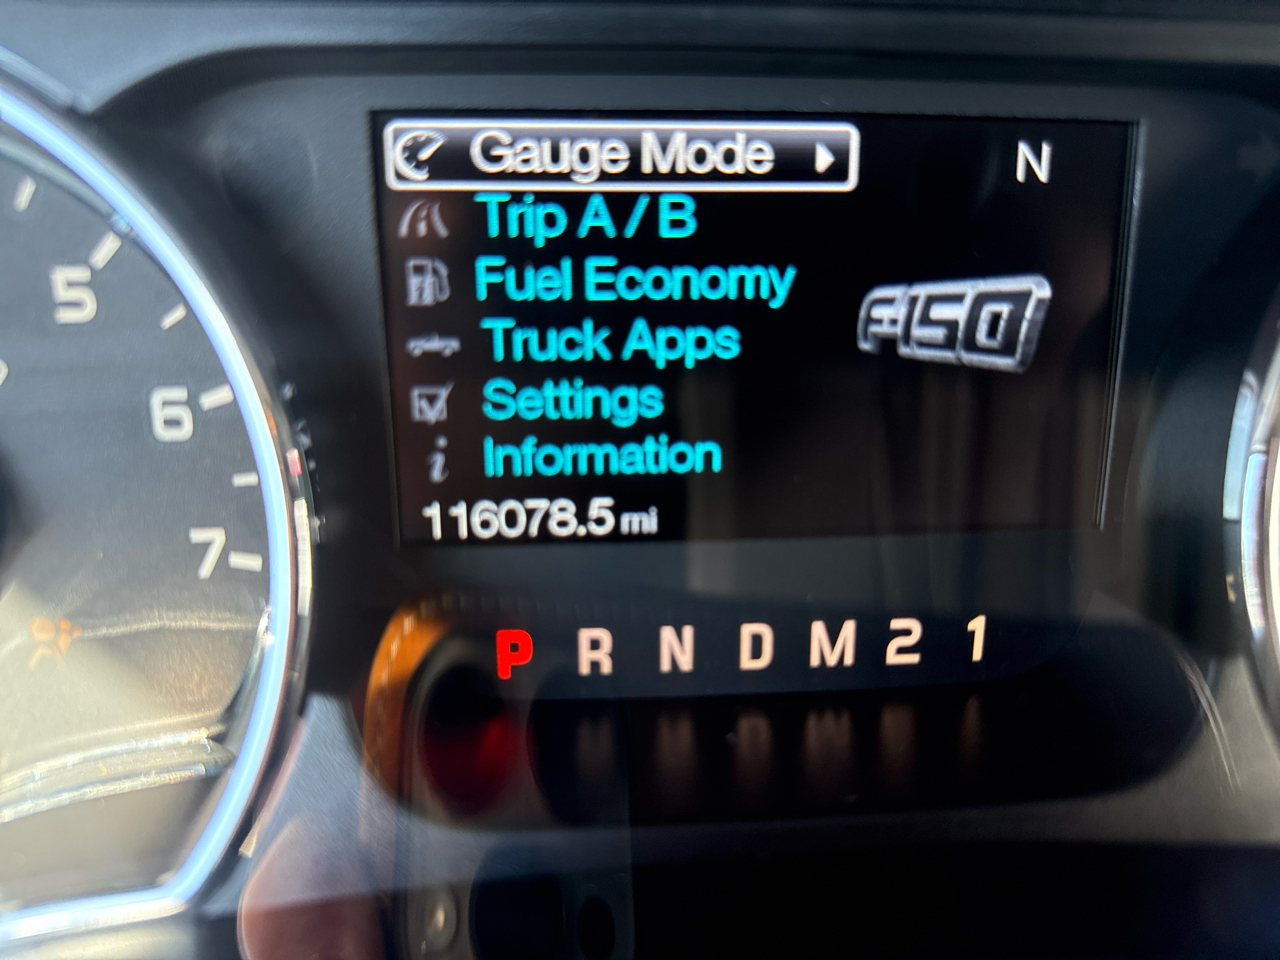 Gauge Mode
N
Trip A / B
Fuel Economy
F-150
Truck Apps
Settings
Information
116078.5 mi
5
6
7
P R N D M 2 1